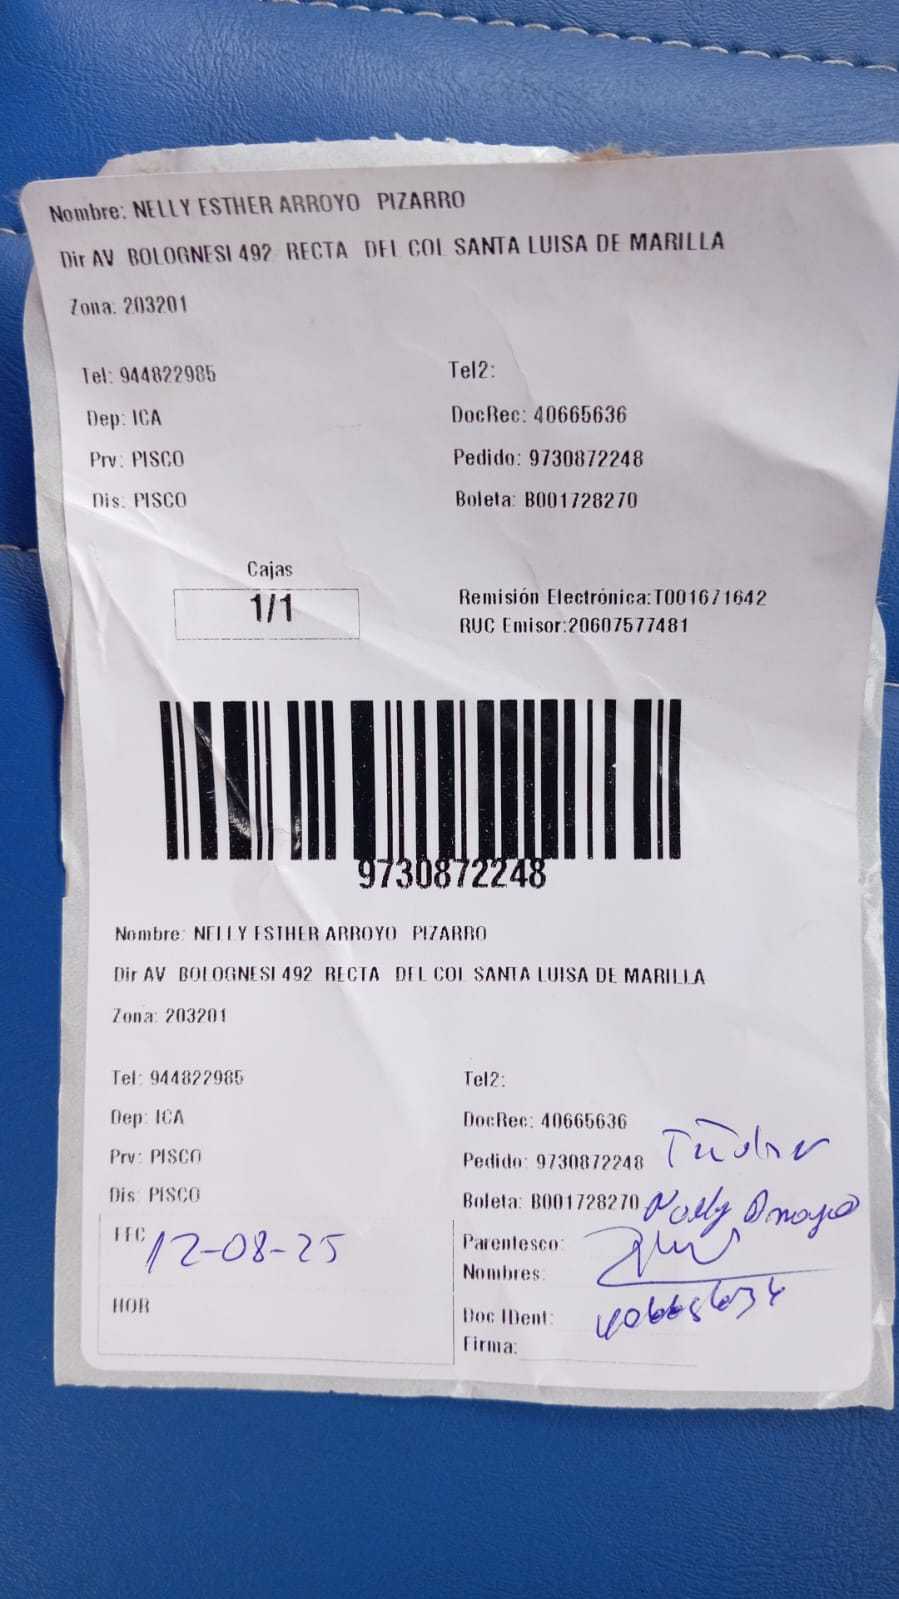 Nombre: NELLY ESTHER ARROYO PIZARRO
Dir AV BOLOGNESI 492 RECTA DEL COL SANTA LUISA DE MARILLA
Zona: 203201
Tel: 944822985 Tel2:
Dep: ICA DocRec: 40665636
Prv: PISCO Pedido: 9730872248
Dis: PISCO Boleta: B001728270
Cajas
1/1
Remisión Electrónica:T001671642
RUC Emisor:20607577481
9730872248
Nombre: NELLY ESTHER ARROYO PIZARRO
Dir AV BOLOGNESI 492 RECTA DEL COL SANTA LUISA DE MARILLA
Zona: 203201
Tel: 944822985 Tel2:
Dep: ICA DocRec: 40665636
Prv: PISCO Pedido: 9730872248
Dis: PISCO Boleta: B001728270
Nelly Arroyo
FEC 12-08-25 Parentesco:
Nombres:
HOR Doc IDent: 40665636
Firma: